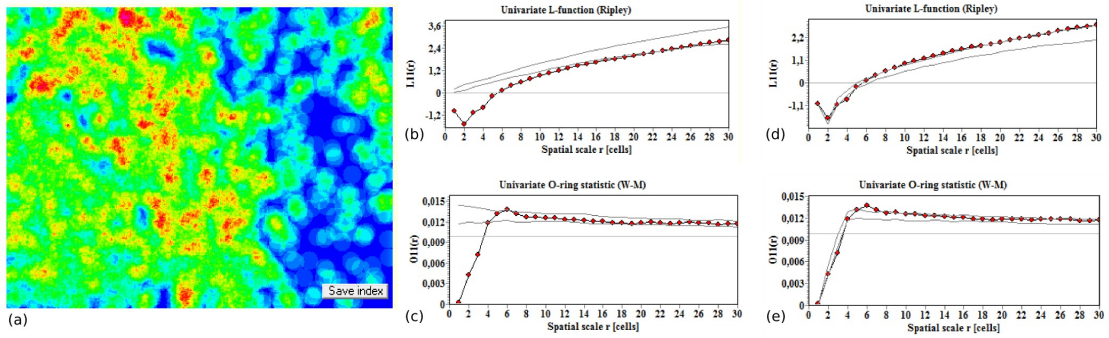 Save index
(a)
Univariate L-function (Ripley)
L11(r)
3,6
2,4
1,2
0
-1,2
0 2 4 6 8 10 12 14 16 18 20 22 24 26 28 30
Spatial scale r [cells]
(b)
Univariate O-ring statistic (W-M)
O11(r)
0,015
0,012
0,009
0,006
0,003
0
0 2 4 6 8 10 12 14 16 18 20 22 24 26 28 30
Spatial scale r [cells]
(c)
Univariate L-function (Ripley)
L11(r)
2,2
1,1
0
-1,1
0 2 4 6 8 10 12 14 16 18 20 22 24 26 28 30
Spatial scale r [cells]
(d)
Univariate O-ring statistic (W-M)
O11(r)
0,015
0,012
0,009
0,006
0,003
0
0 2 4 6 8 10 12 14 16 18 20 22 24 26 28 30
Spatial scale r [cells]
(e)